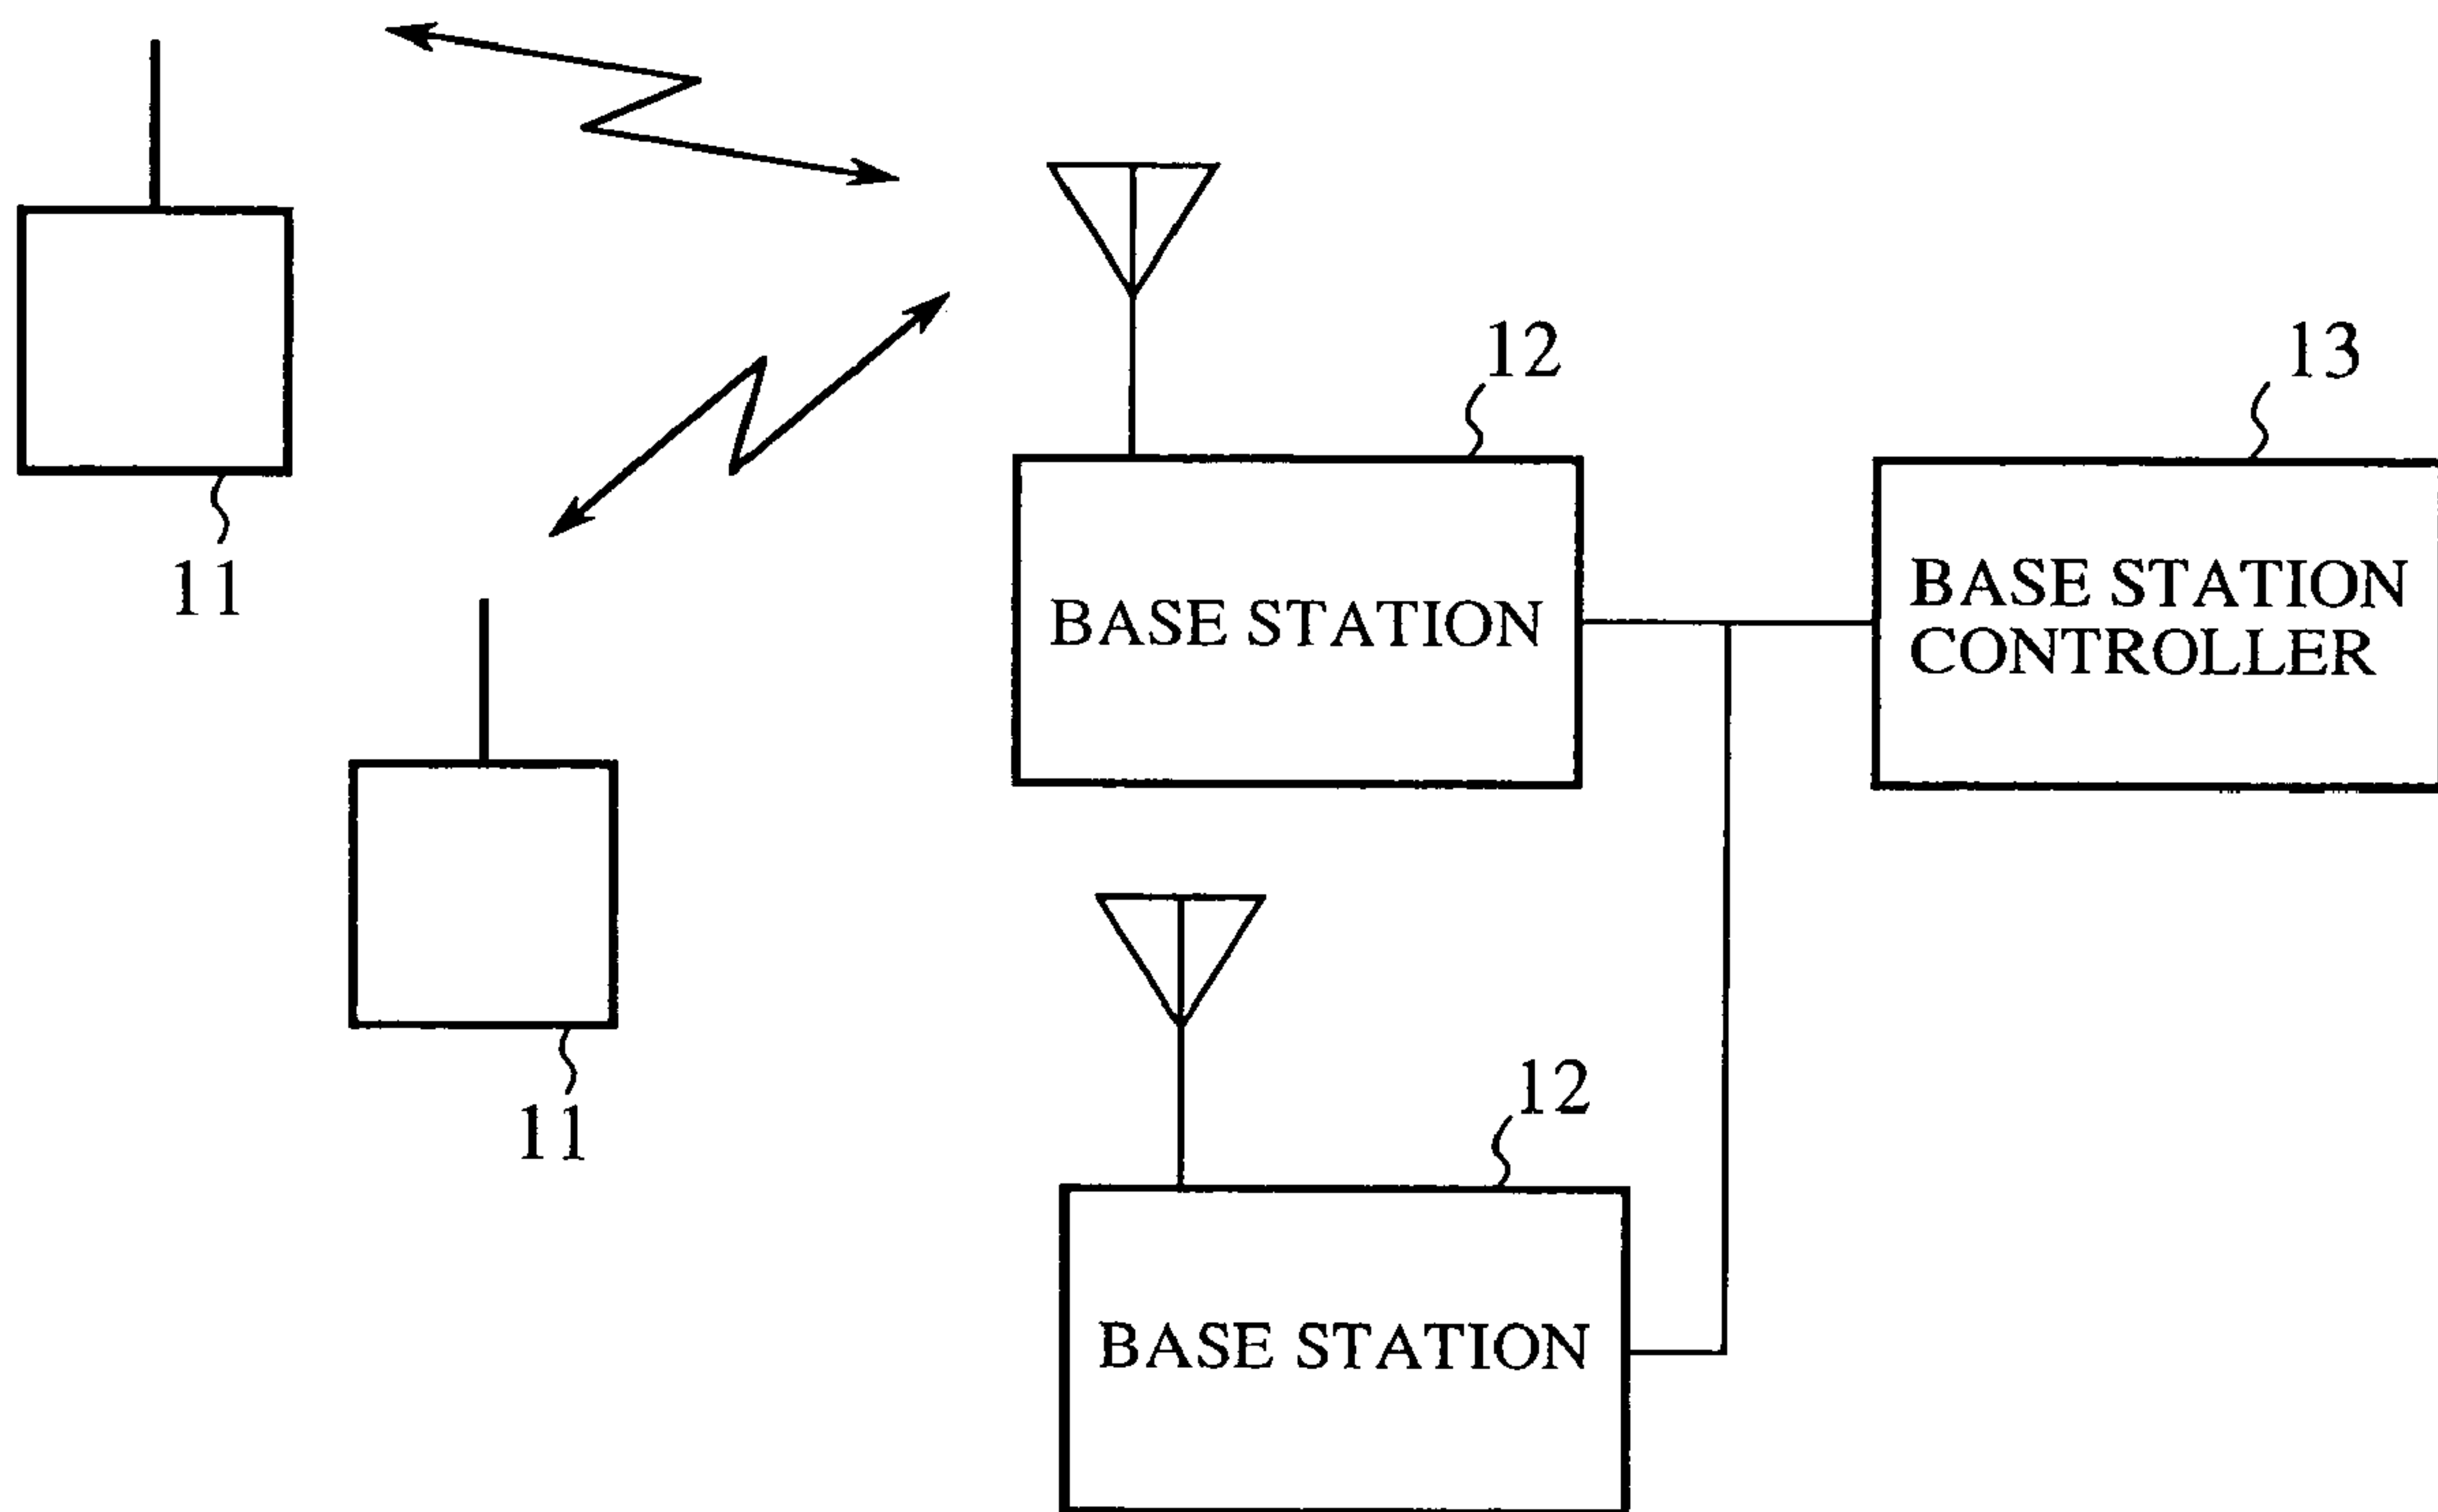 12
13
11
BASE STATION
BASE STATION
CONTROLLER
12
11
BASE STATION